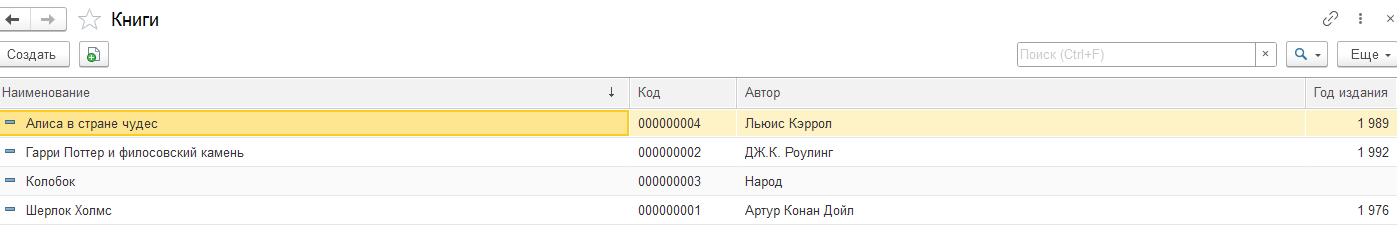 Книги
Создать Поиск (Ctrl+F) × Еще
Наименование ↓ Код Автор Год издания
Алиса в стране чудес 000000004 Льюис Кэррол 1 989
Гарри Поттер и филосовский камень 000000002 ДЖ.К. Роулинг 1 992
Колобок 000000003 Народ
Шерлок Холмс 000000001 Артур Конан Дойл 1 976